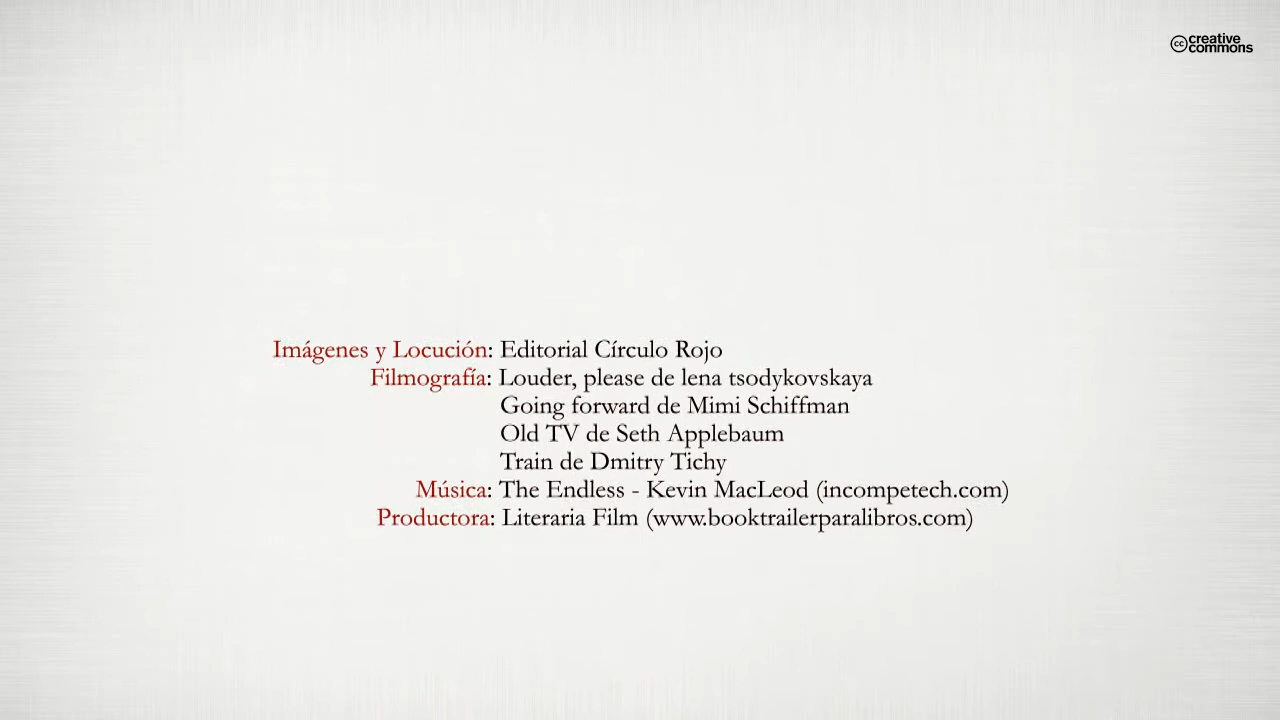 cc creative
commons
Imágenes y Locución: Editorial Círculo Rojo
Filmografía: Louder, please de lena tsodykovskaya
Going forward de Mimi Schiffman
Old TV de Seth Applebaum
Train de Dmitry Tichy
Música: The Endless - Kevin MacLeod (incompetech.com)
Productora: Literaria Film (www.booktrailerparalibros.com)